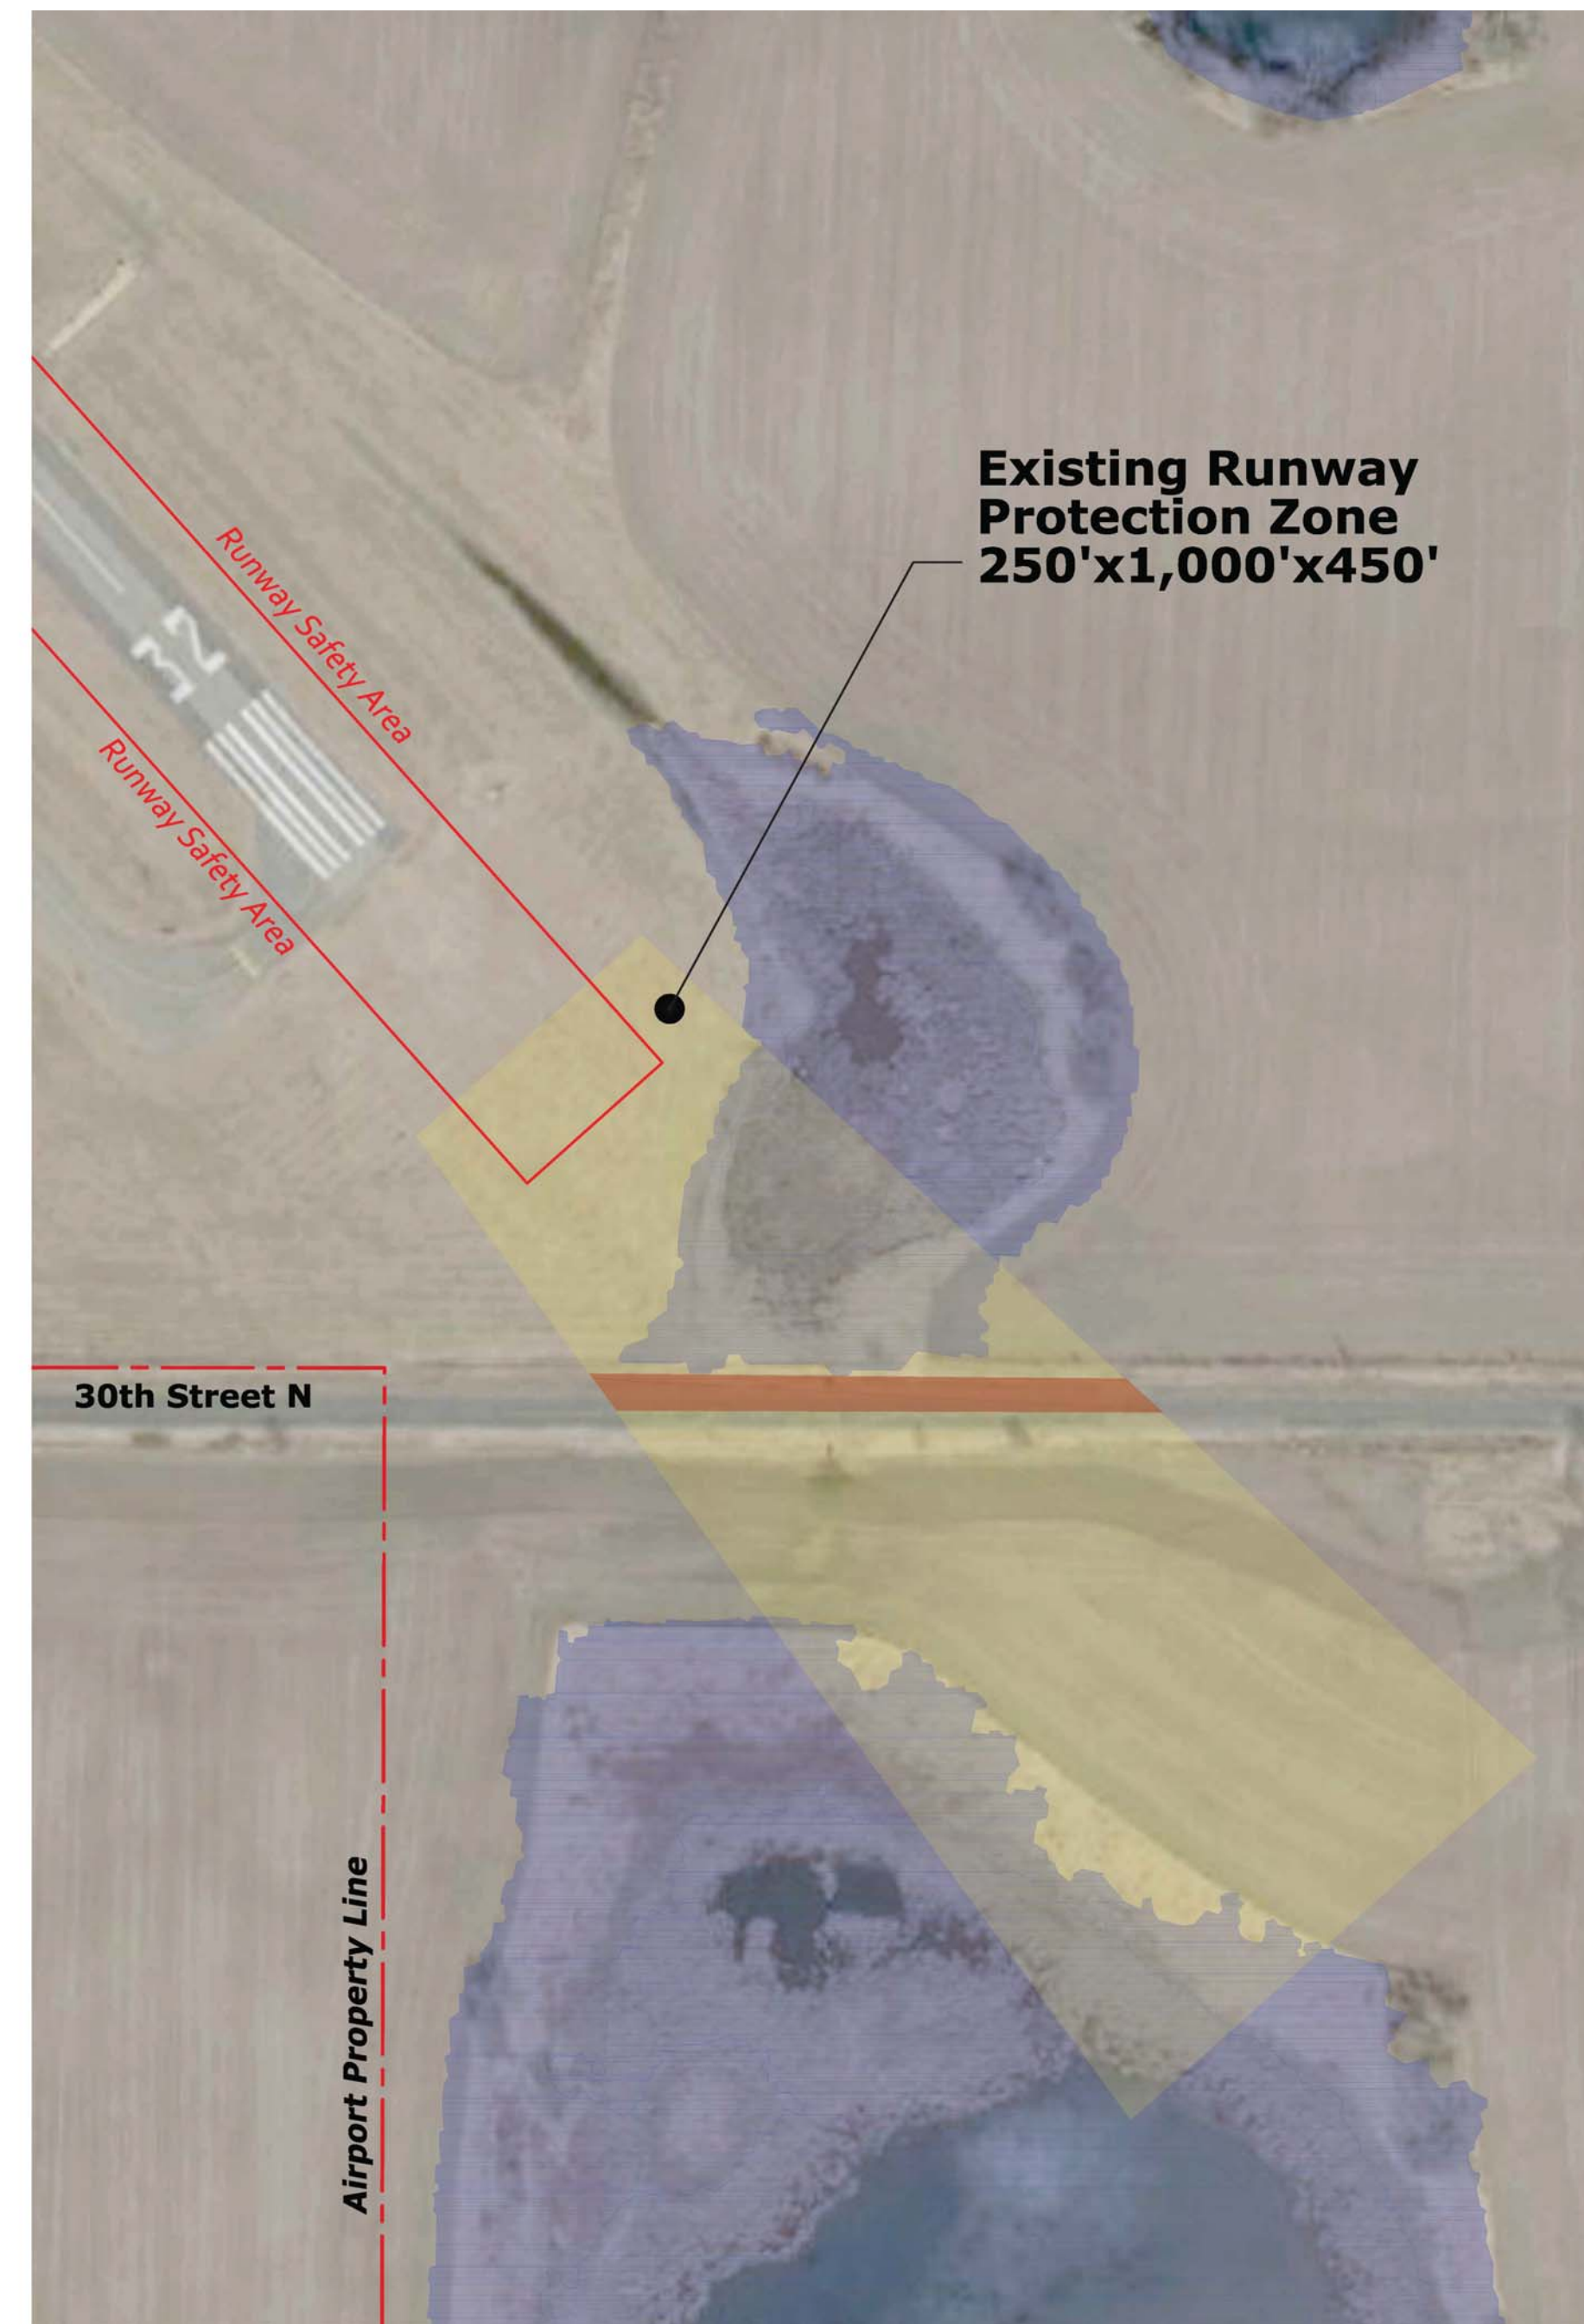 Existing Runway
Protection Zone
250'x1,000'x450'
Runway Safety Area
32
Runway Safety Area
30th Street N
Airport Property Line